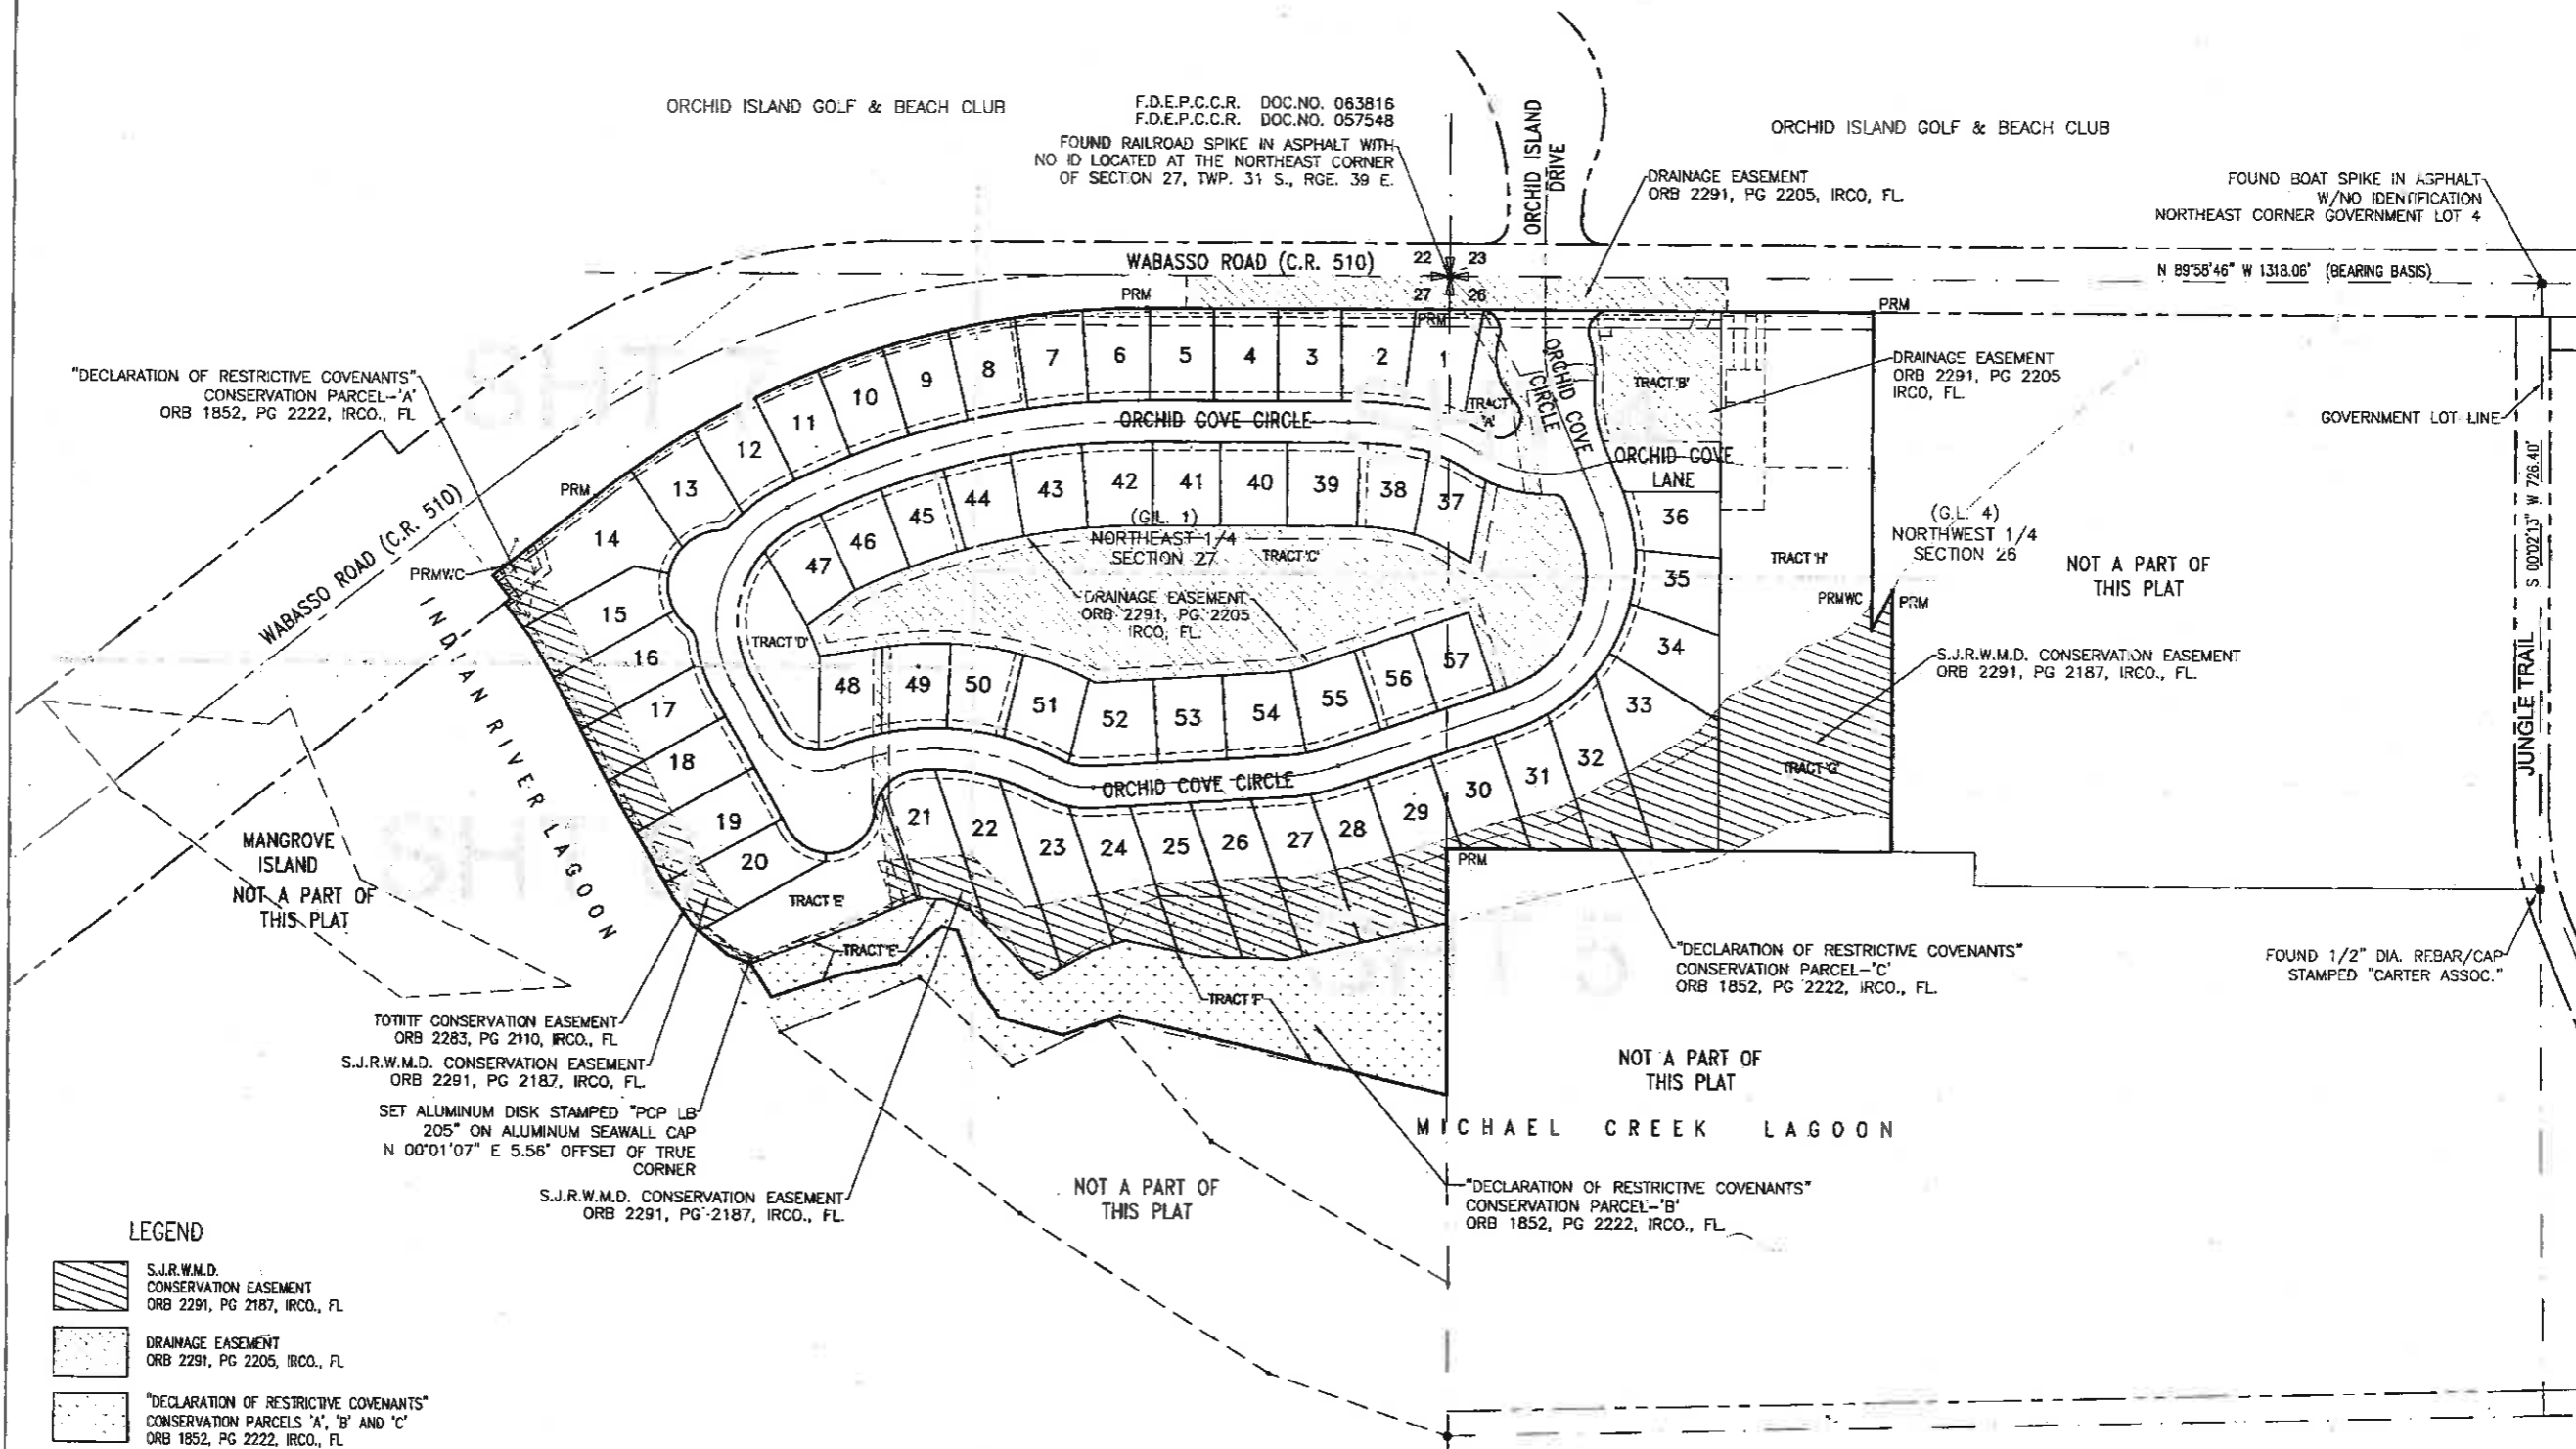 ORCHID ISLAND GOLF & BEACH CLUB
F.D.E.P.C.C.R. DOC.NO. 063816
F.D.E.P.C.C.R. DOC.NO. 057548
FOUND RAILROAD SPIKE IN ASPHALT WITH
NO ID LOCATED AT THE NORTHEAST CORNER
OF SECTION 27, TWP. 31 S., RGE. 39 E.
ORCHID ISLAND
DRIVE
ORCHID ISLAND GOLF & BEACH CLUB
DRAINAGE EASEMENT
ORB 2291, PG 2205, IRCO, FL.
FOUND BOAT SPIKE IN ASPHALT
W/NO IDENTIFICATION
NORTHEAST CORNER GOVERNMENT LOT 4
WABASSO ROAD (C.R. 510)
22 23
27 26
N 89°58'46" W 1318.06' (BEARING BASIS)
PRM
PRM
PRM
"DECLARATION OF RESTRICTIVE COVENANTS"
CONSERVATION PARCEL-'A'
ORB 1852, PG 2222, IRCO., FL
14
13
12
11
10
9
8
7
6
5
4
3
2
1
TRACT
'A'
ORCHID COVE
CIRCLE
TRACT 'B'
DRAINAGE EASEMENT
ORB 2291, PG 2205
IRCO, FL.
GOVERNMENT LOT LINE
ORCHID COVE CIRCLE
ORCHID COVE
LANE
PRM
WABASSO ROAD (C.R. 510)
PRMWC
47
46
45
44
43
42
41
40
39
38
37
36
35
34
33
(G.L. 1)
NORTHEAST 1/4
SECTION 27
TRACT 'C'
DRAINAGE EASEMENT
ORB 2291, PG 2205
IRCO, FL.
TRACT 'H'
(G.L. 4)
NORTHWEST 1/4
SECTION 26
NOT A PART OF
THIS PLAT
S 00°02'13" W 726.40'
JUNGLE TRAIL
PRMWC
PRM
S.J.R.W.M.D. CONSERVATION EASEMENT
ORB 2291, PG 2187, IRCO., FL.
TRACT 'G'
INDIAN RIVER LAGOON
15
16
17
18
19
20
TRACT 'D'
48
49
50
51
52
53
54
55
56
57
ORCHID COVE CIRCLE
21
22
23
24
25
26
27
28
29
30
31
32
PRM
MANGROVE
ISLAND
NOT A PART OF
THIS PLAT
TRACT 'E'
TRACT 'F'
"DECLARATION OF RESTRICTIVE COVENANTS"
CONSERVATION PARCEL-'C'
ORB 1852, PG 2222, IRCO., FL.
FOUND 1/2" DIA. REBAR/CAP
STAMPED "CARTER ASSOC."
TOTIITF CONSERVATION EASEMENT
ORB 2283, PG 2110, IRCO., FL
S.J.R.W.M.D. CONSERVATION EASEMENT
ORB 2291, PG 2187, IRCO, FL.
SET ALUMINUM DISK STAMPED "PCP LB
205" ON ALUMINUM SEAWALL CAP
N 00°01'07" E 5.56' OFFSET OF TRUE
CORNER
S.J.R.W.M.D. CONSERVATION EASEMENT
ORB 2291, PG 2187, IRCO., FL.
NOT A PART OF
THIS PLAT
NOT A PART OF
THIS PLAT
MICHAEL CREEK LAGOON
"DECLARATION OF RESTRICTIVE COVENANTS"
CONSERVATION PARCEL-'B'
ORB 1852, PG 2222, IRCO., FL
LEGEND
S.J.R.W.M.D.
CONSERVATION EASEMENT
ORB 2291, PG 2187, IRCO., FL
DRAINAGE EASEMENT
ORB 2291, PG 2205, IRCO., FL
"DECLARATION OF RESTRICTIVE COVENANTS"
CONSERVATION PARCELS 'A', 'B' AND 'C'
ORB 1852, PG 2222, IRCO., FL